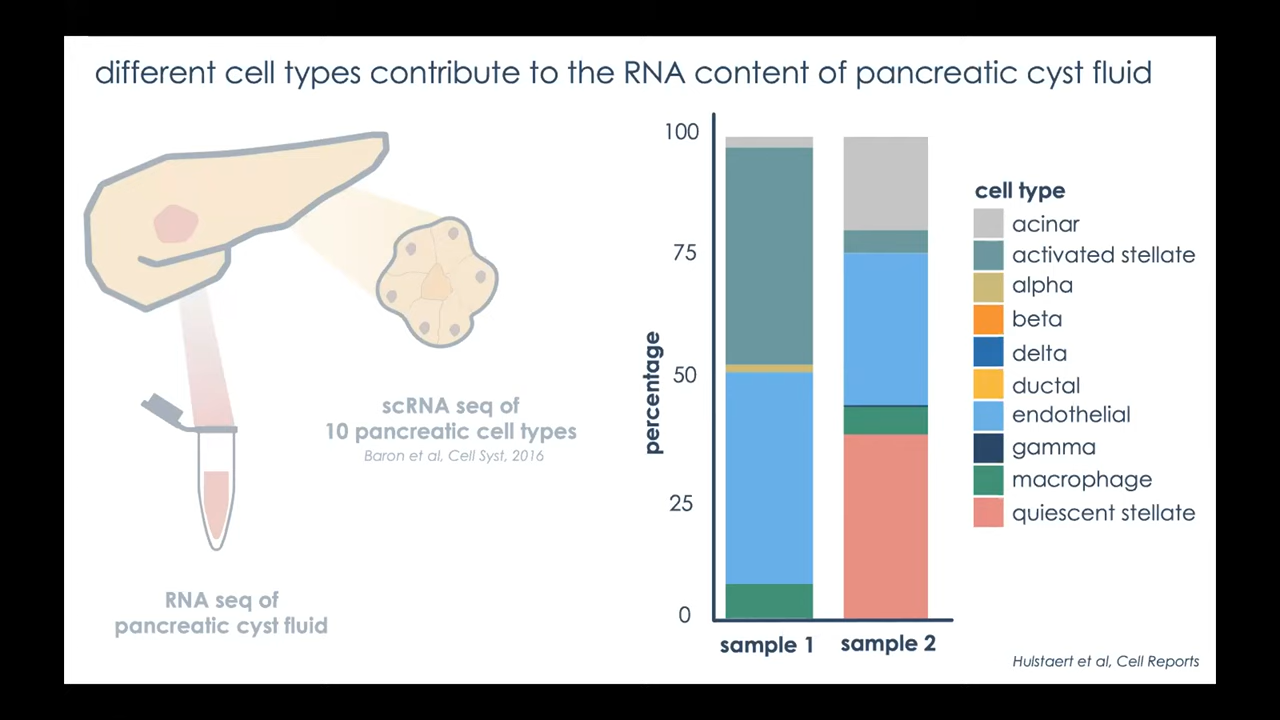 different cell types contribute to the RNA content of pancreatic cyst fluid
scRNA seq of
10 pancreatic cell types
Baron et al, Cell Syst, 2016
RNA seq of
pancreatic cyst fluid
percentage
100
75
50
25
0
sample 1
sample 2
cell type
acinar
activated stellate
alpha
beta
delta
ductal
endothelial
gamma
macrophage
quiescent stellate
Hulstaert et al, Cell Reports